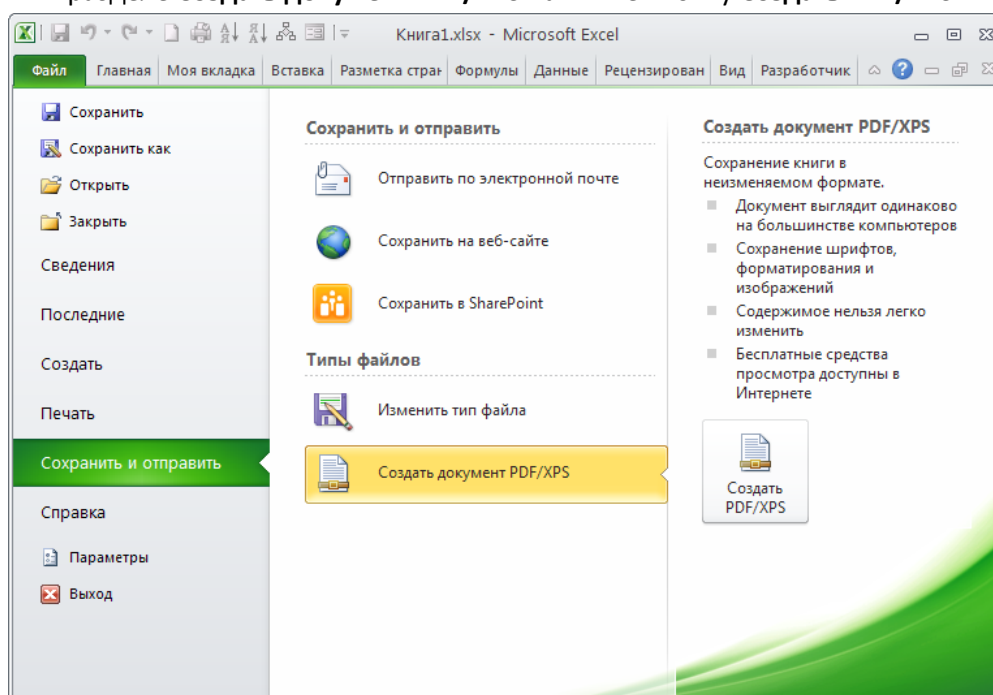 Книга1.xlsx - Microsoft Excel
Файл Главная Моя вкладка Вставка Разметка стран Формулы Данные Рецензирован Вид Разработчик
Сохранить
Сохранить как
Открыть
Закрыть
Сведения
Последние
Создать
Печать
Сохранить и отправить
Справка
Параметры
Выход
Сохранить и отправить
Отправить по электронной почте
Сохранить на веб-сайте
Сохранить в SharePoint
Типы файлов
Изменить тип файла
Создать документ PDF/XPS
Создать документ PDF/XPS
Сохранение книги в
неизменяемом формате.
Документ выглядит одинаково
на большинстве компьютеров
Сохранение шрифтов,
форматирования и
изображений
Содержимое нельзя легко
изменить
Бесплатные средства
просмотра доступны в
Интернете
Создать
PDF/XPS